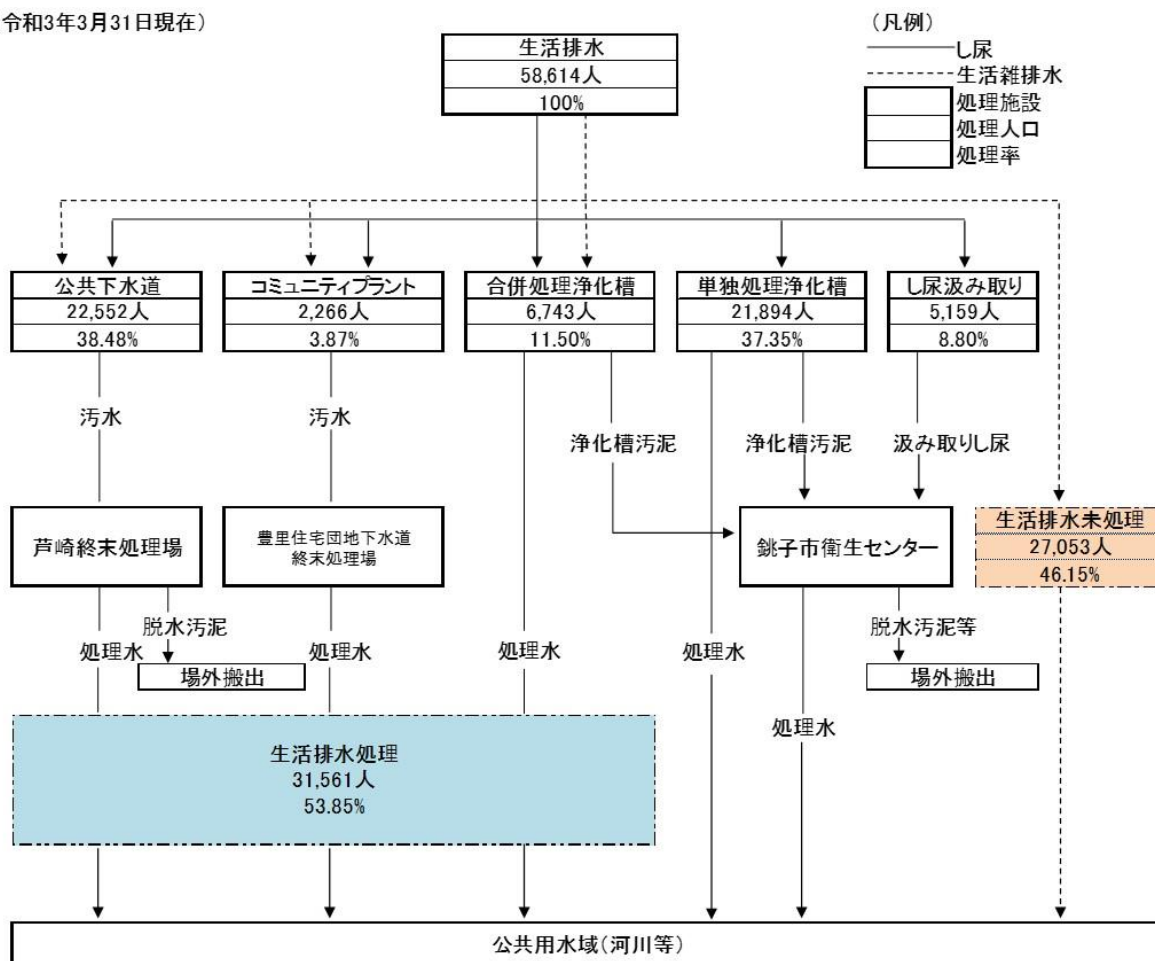 令和3年3月31日現在)
(凡例)
し尿
生活雑排水
処理施設
処理人口
処理率
生活排水
58,614人
100%
公共下水道
22,552人
38.48%
コミュニティプラント
2,266人
3.87%
合併処理浄化槽
6,743人
11.50%
単独処理浄化槽
21,894人
37.35%
し尿汲み取り
5,159人
8.80%
汚水
汚水
浄化槽汚泥
浄化槽汚泥
汲み取りし尿
芦崎終末処理場
豊里住宅団地下水道
終末処理場
銚子市衛生センター
生活排水未処理
27,053人
46.15%
脱水汚泥
処理水
場外搬出
処理水
処理水
処理水
脱水汚泥等
場外搬出
処理水
生活排水処理
31,561人
53.85%
公共用水域(河川等)